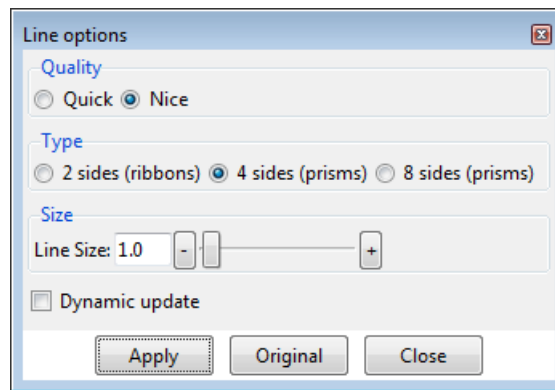 Line options
Quality
Quick Nice
Type
2 sides (ribbons) 4 sides (prisms) 8 sides (prisms)
Size
Line Size: 1.0 - +
Dynamic update
Apply Original Close